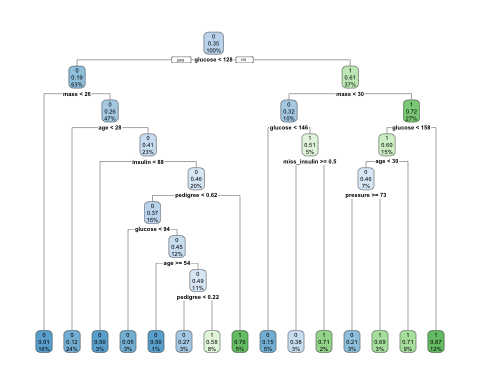 0
0.35
100%
yes glucose < 128 no
0
0.19
63%
1
0.61
37%
mass < 26
mass < 30
0
0.26
47%
0
0.32
10%
1
0.72
27%
age < 28
glucose < 146
glucose < 158
0
0.41
23%
1
0.51
5%
1
0.60
15%
insulin < 88
miss_insulin >= 0.5
age < 30
0
0.46
20%
0
0.46
7%
pedigree < 0.62
pressure >= 73
0
0.37
15%
glucose < 94
0
0.45
12%
age >= 54
0
0.49
11%
pedigree < 0.22
0 0 0 0 0 0 1 1 0 0 1 0 1 1 1
0.01 0.12 0.00 0.05 0.00 0.27 0.58 0.76 0.15 0.38 0.71 0.21 0.69 0.71 0.87
16% 24% 3% 3% 1% 3% 6% 5% 5% 3% 2% 3% 3% 9% 12%